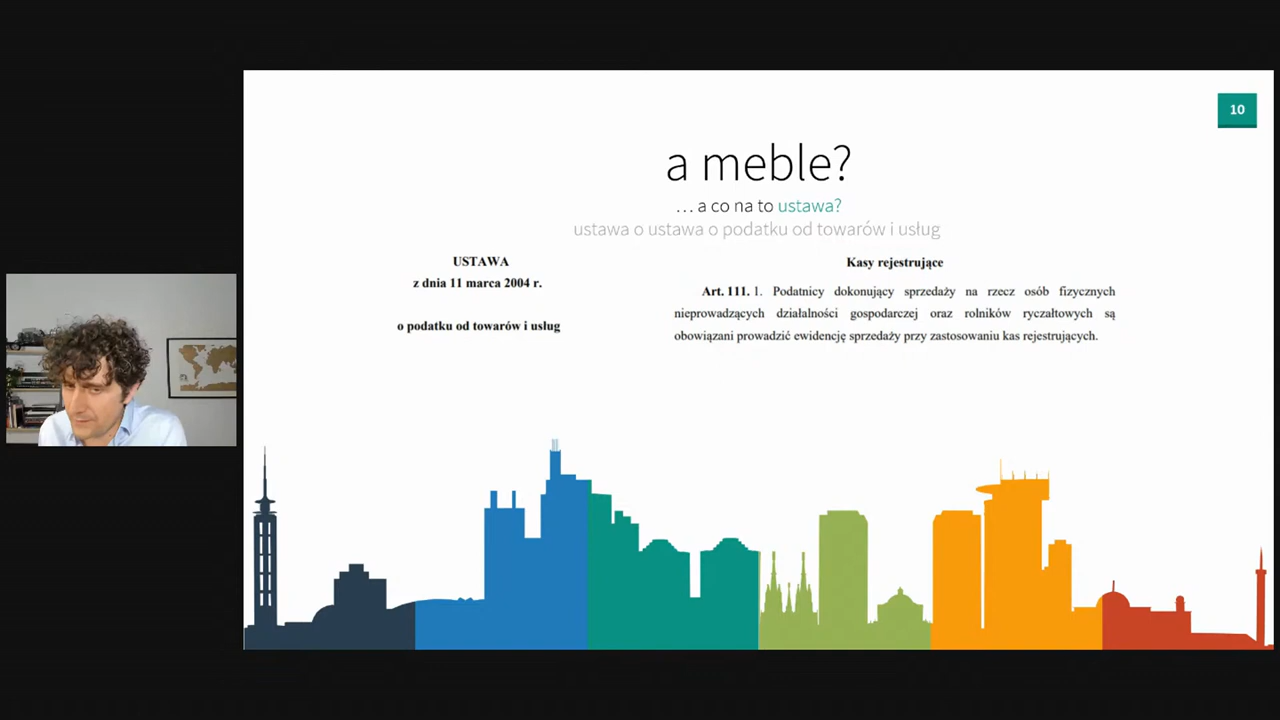 10
a meble?
... a co na to ustawa?
ustawa o ustawa o podatku od towarów i usług
USTAWA
z dnia 11 marca 2004 r.
o podatku od towarów i usług
Kasy rejestrujące
Art. 111. 1. Podatnicy dokonujący sprzedaży na rzecz osób fizycznych
nieprowadzących działalności gospodarczej oraz rolników ryczałtowych są
obowiązani prowadzić ewidencję sprzedaży przy zastosowaniu kas rejestrujących.